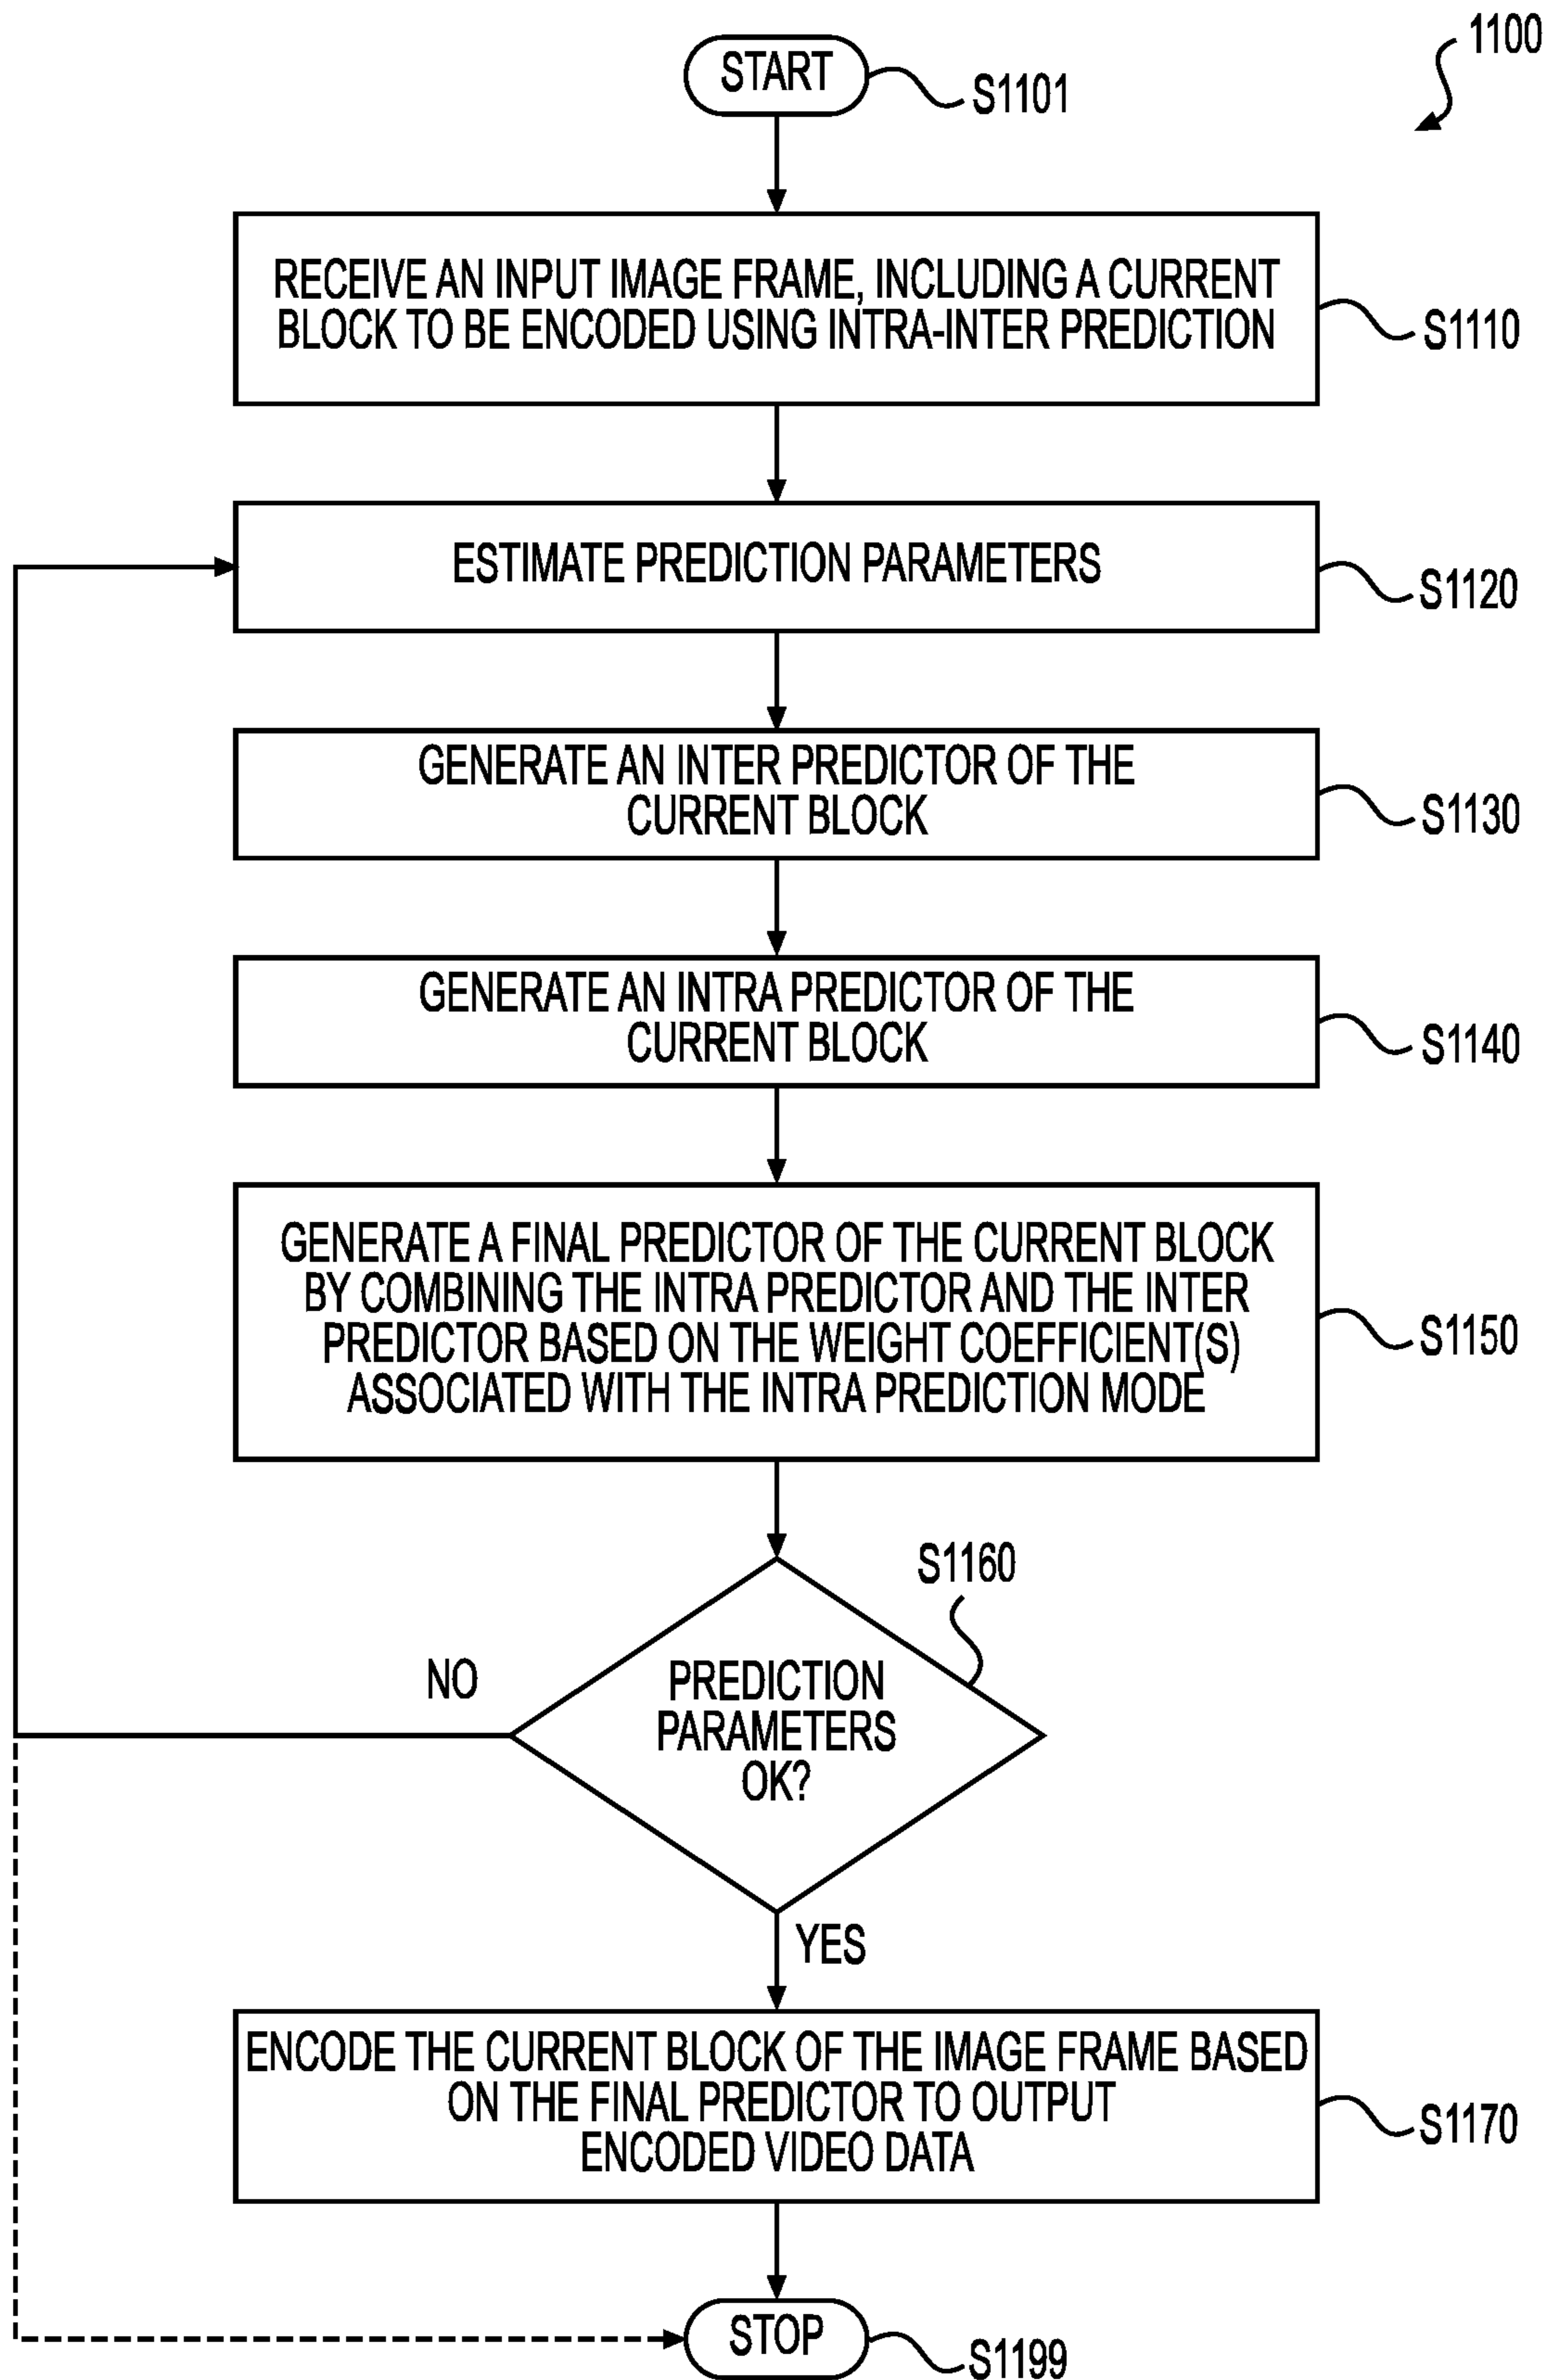 1100
START
S1101
RECEIVE AN INPUT IMAGE FRAME, INCLUDING A CURRENT
BLOCK TO BE ENCODED USING INTRA-INTER PREDICTION
S1110
ESTIMATE PREDICTION PARAMETERS
S1120
GENERATE AN INTER PREDICTOR OF THE
CURRENT BLOCK
S1130
GENERATE AN INTRA PREDICTOR OF THE
CURRENT BLOCK
S1140
GENERATE A FINAL PREDICTOR OF THE CURRENT BLOCK
BY COMBINING THE INTRA PREDICTOR AND THE INTER
PREDICTOR BASED ON THE WEIGHT COEFFICIENT(S)
ASSOCIATED WITH THE INTRA PREDICTION MODE
S1150
S1160
NO
PREDICTION
PARAMETERS
OK?
YES
ENCODE THE CURRENT BLOCK OF THE IMAGE FRAME BASED
ON THE FINAL PREDICTOR TO OUTPUT
ENCODED VIDEO DATA
S1170
STOP
S1199